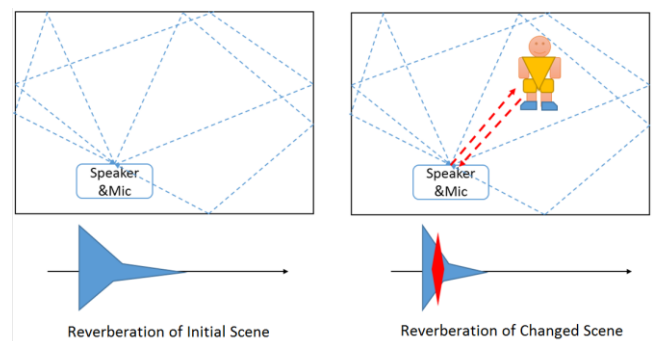 Speaker
&Mic
Speaker
&Mic
Reverberation of Initial Scene
Reverberation of Changed Scene